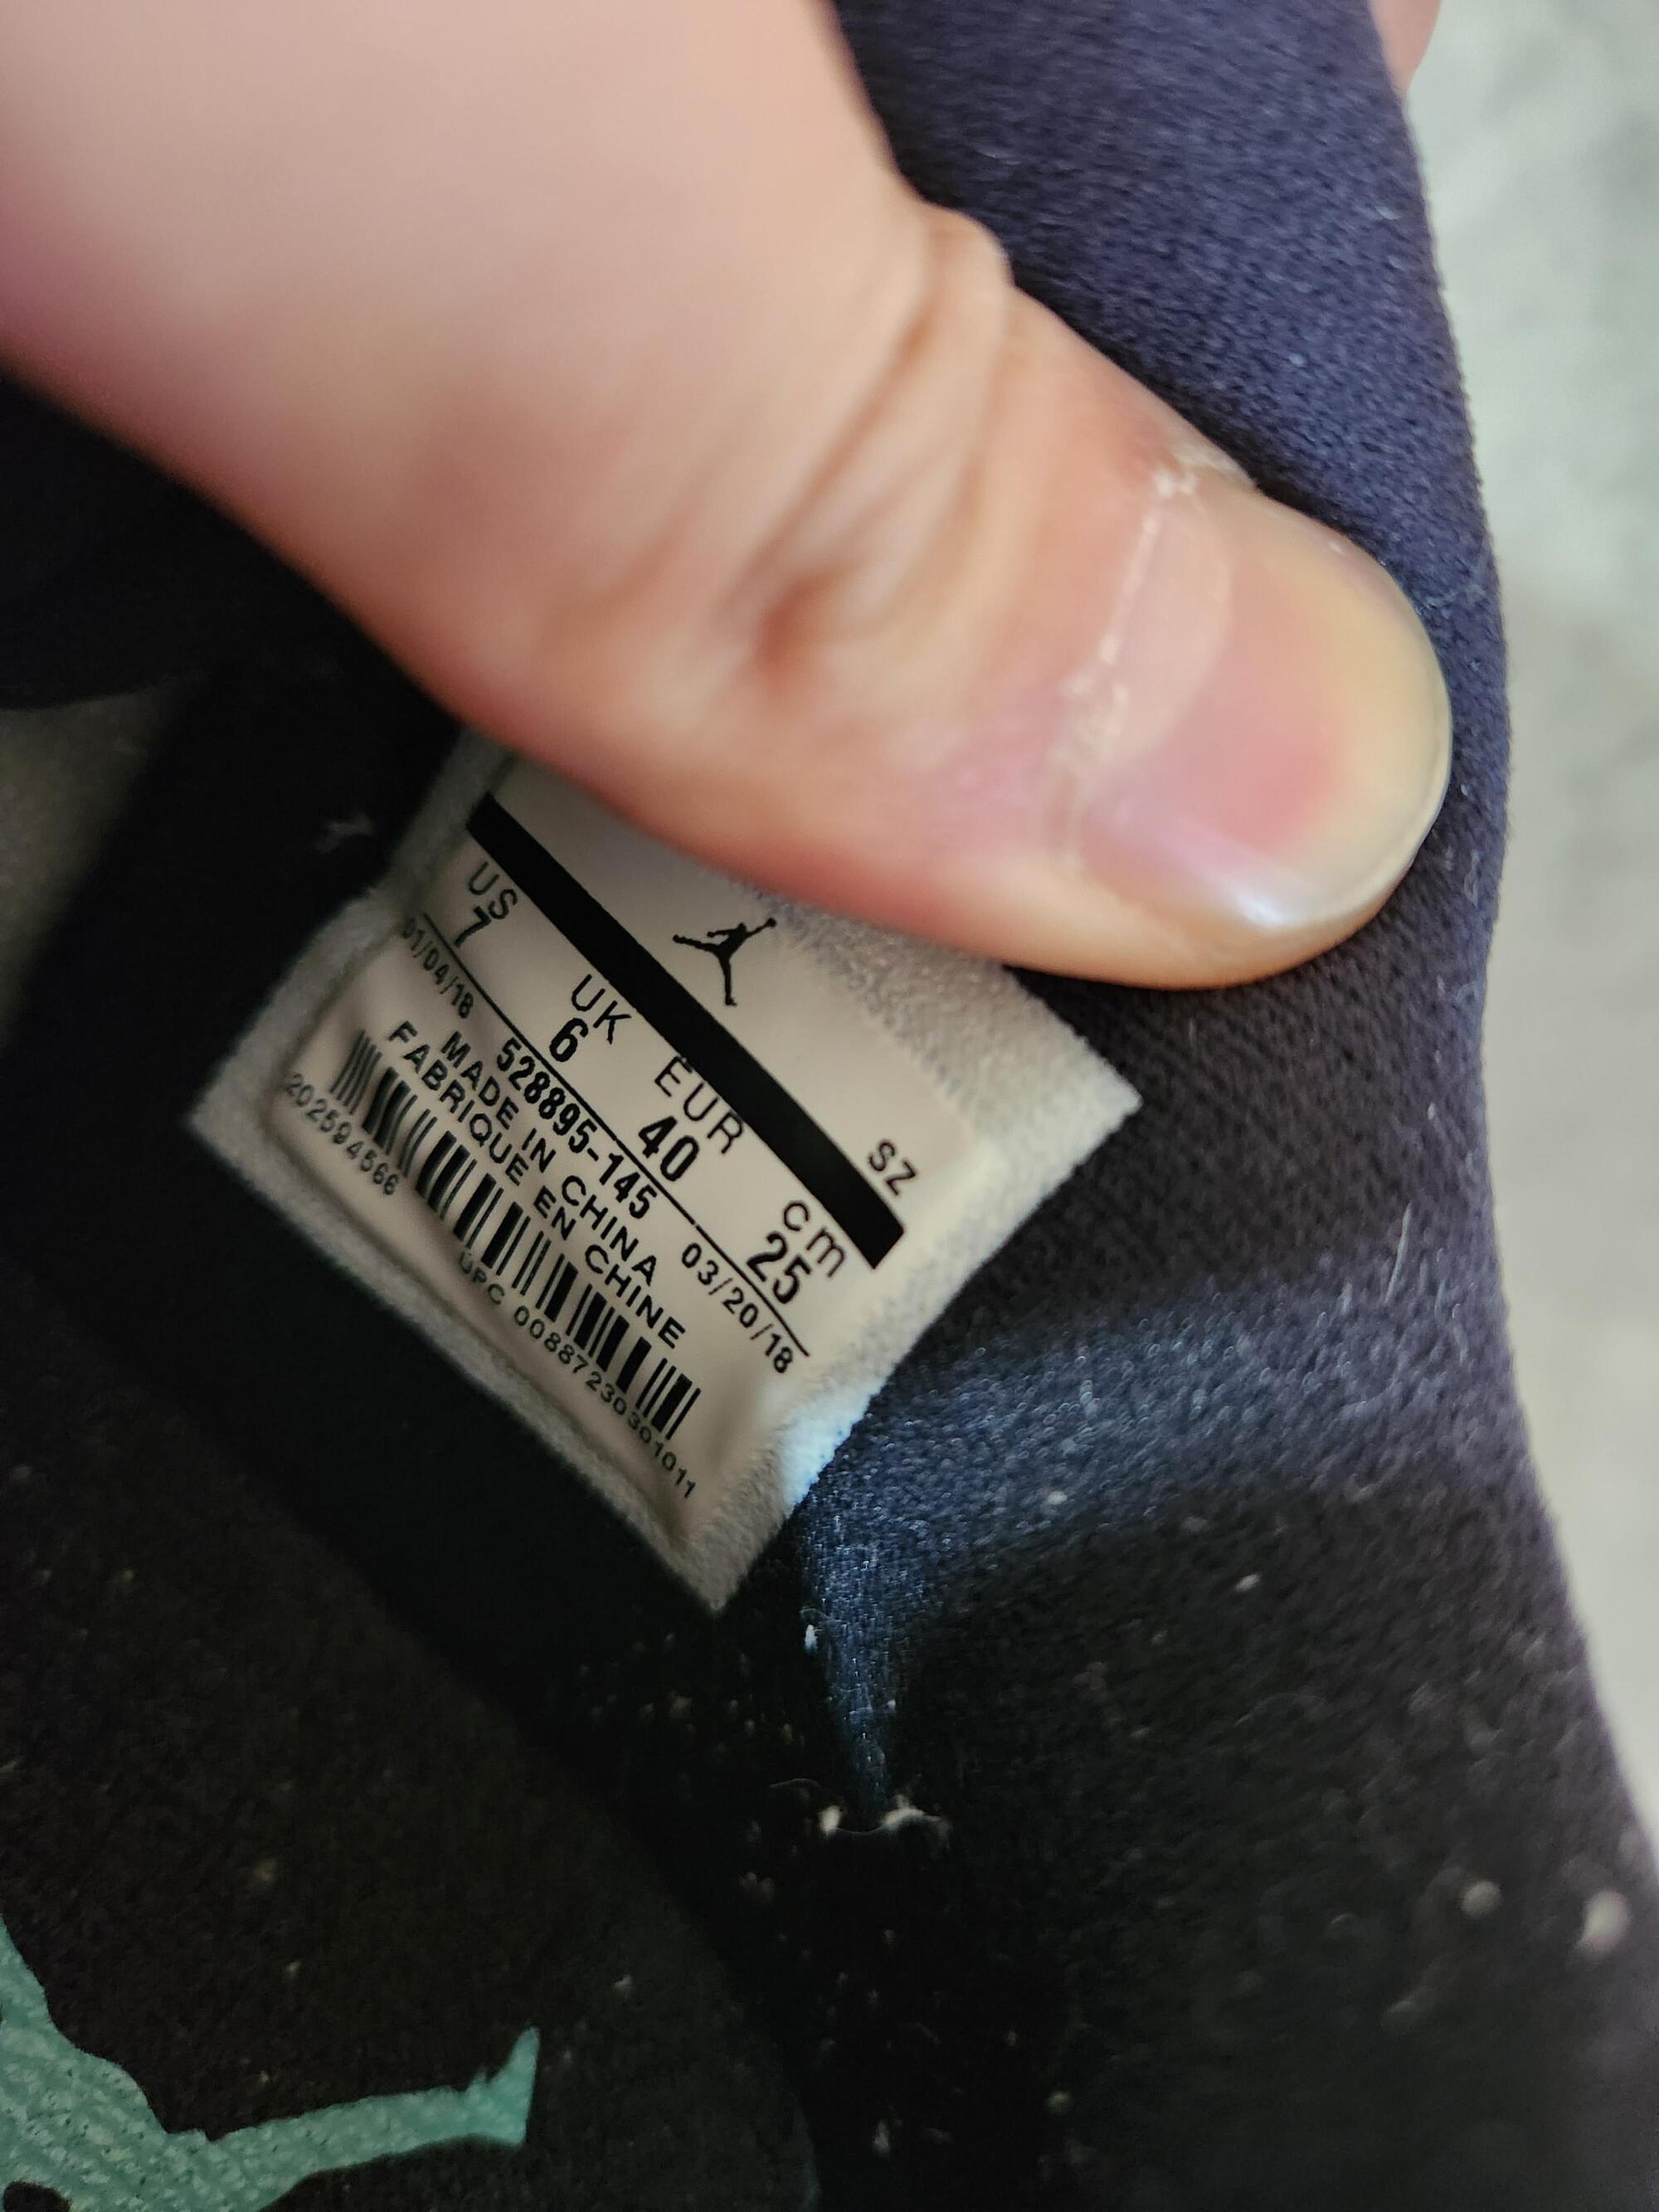 SZ
US UK EUR cm
7 6 40 25
01/04/18 528895-145 03/20/18
MADE IN CHINA
FABRIQUE EN CHINE
202594566 UPC 00887230301011